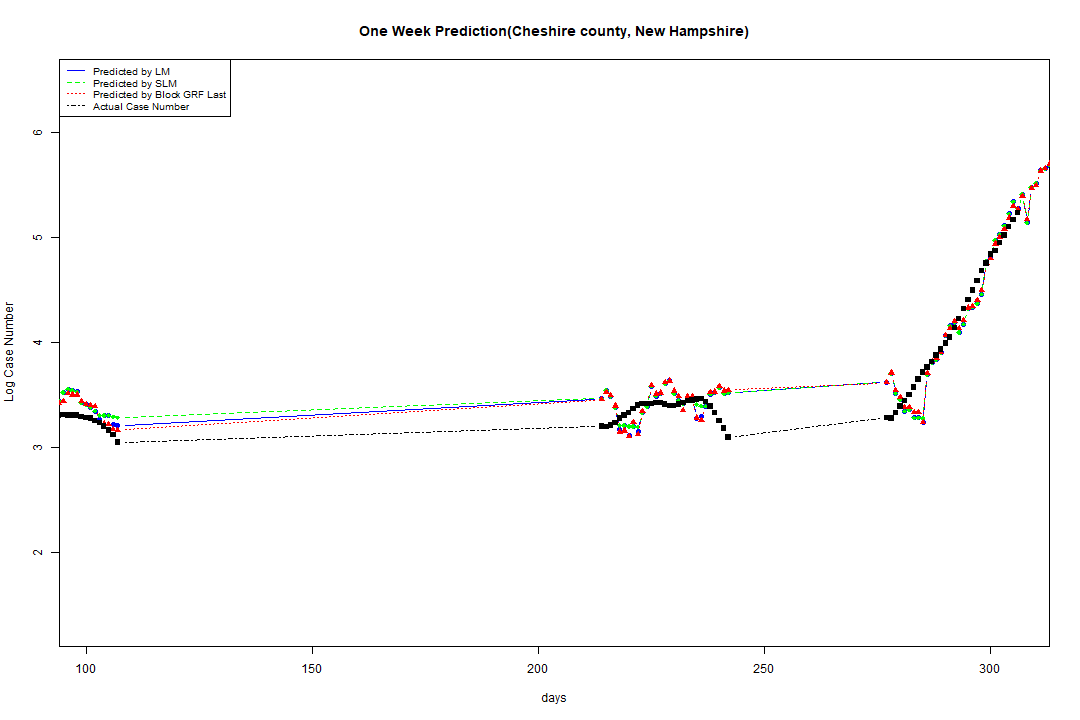 One Week Prediction(Cheshire county, New Hampshire)
Predicted by LM
Predicted by SLM
Predicted by Block GRF Last
Actual Case Number
Log Case Number
6
5
4
3
2
100 150 200 250 300
days